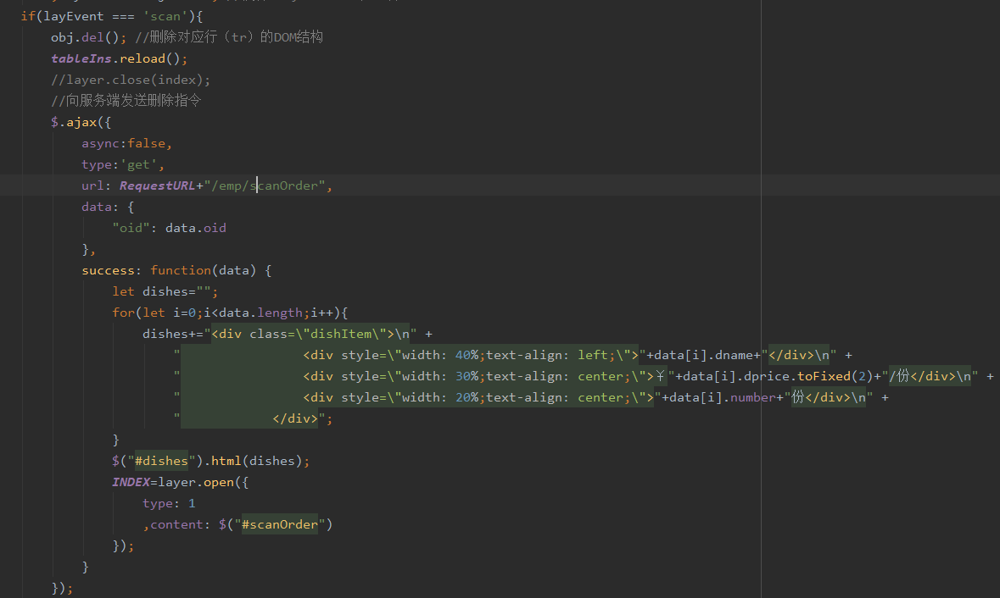 if(layEvent === 'scan'){
obj.del(); //删除对应行（tr）的DOM结构
tableIns.reload();
//layer.close(index);
//向服务端发送删除指令
$.ajax({
async:false,
type:'get',
url: RequestURL+"/emp/scanOrder",
data: {
"oid": data.oid
},
success: function(data) {
let dishes="";
for(let i=0;i<data.length;i++){
dishes+="<div class=\"dishItem\">\n" +
"                <div style=\"width: 40%;text-align: left;\">"+data[i].dname+"</div>\n" +
"                <div style=\"width: 30%;text-align: center;\">￥"+data[i].dprice.toFixed(2)+"/份</div>\n" +
"                <div style=\"width: 20%;text-align: center;\">"+data[i].number+"份</div>\n" +
"            </div>";
}
$("#dishes").html(dishes);
INDEX=layer.open({
type: 1
,content: $("#scanOrder")
});
}
});